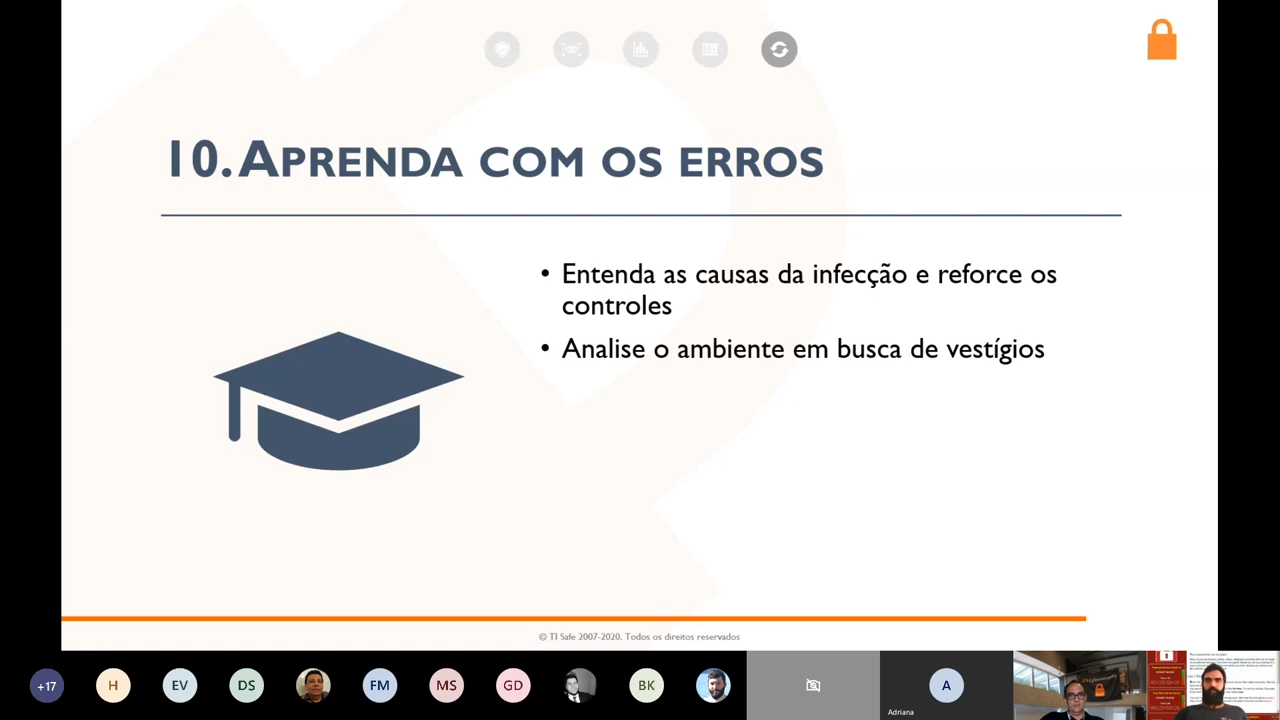 10. APRENDA COM OS ERROS
• Entenda as causas da infecção e reforce os
controles
• Analise o ambiente em busca de vestígios
© TI Safe 2007-2020. Todos os direitos reservados
+17
H
EV
DS
FM
GD
BK
A
Adriana